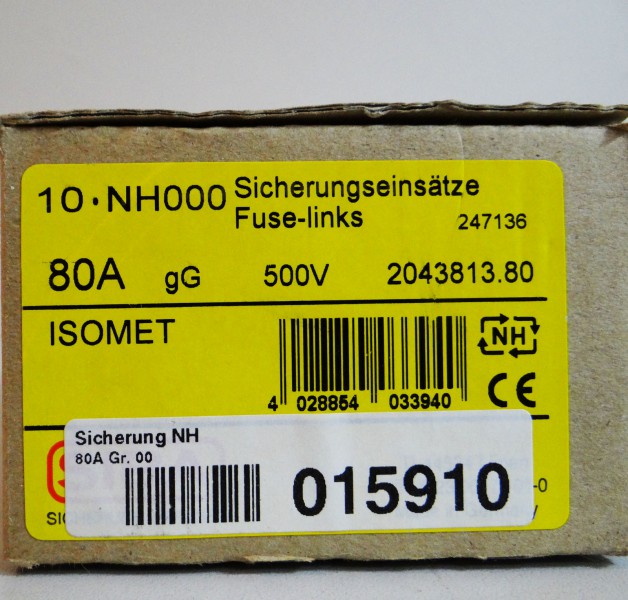 10·NH000 Sicherungseinsätze
Fuse-links 247136
80A gG 500V 2043813.80
ISOMET
NH
4 028854 033940
CE
Sicherung NH
80A Gr. 00
015910
-0